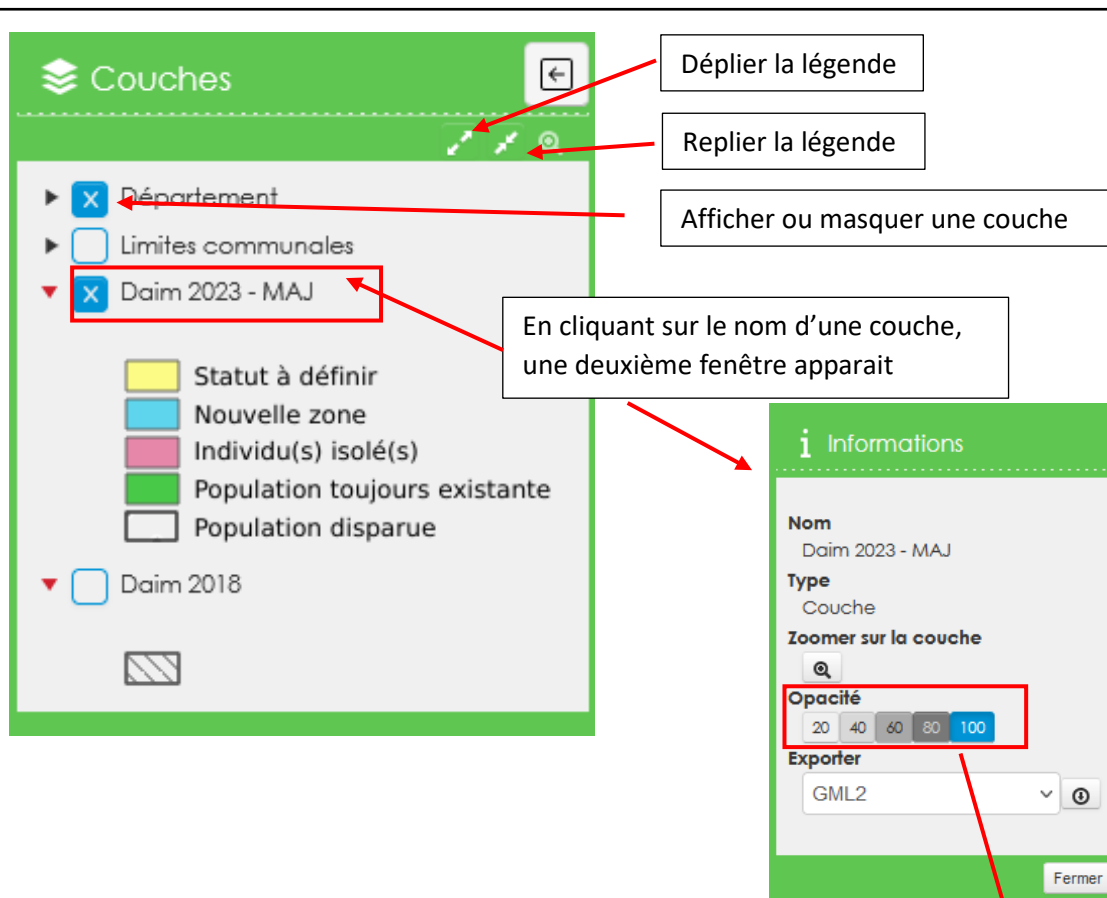 Couches
Déplier la légende
Replier la légende
Afficher ou masquer une couche
X Département
Limites communales
X Daim 2023 - MAJ
En cliquant sur le nom d’une couche,
une deuxième fenêtre apparait
Statut à définir
Nouvelle zone
Individu(s) isolé(s)
Population toujours existante
Population disparue
Daim 2018
i Informations
Nom
Daim 2023 - MAJ
Type
Couche
Zoomer sur la couche
Opacité
20 40 60 80 100
Exporter
GML2
Fermer